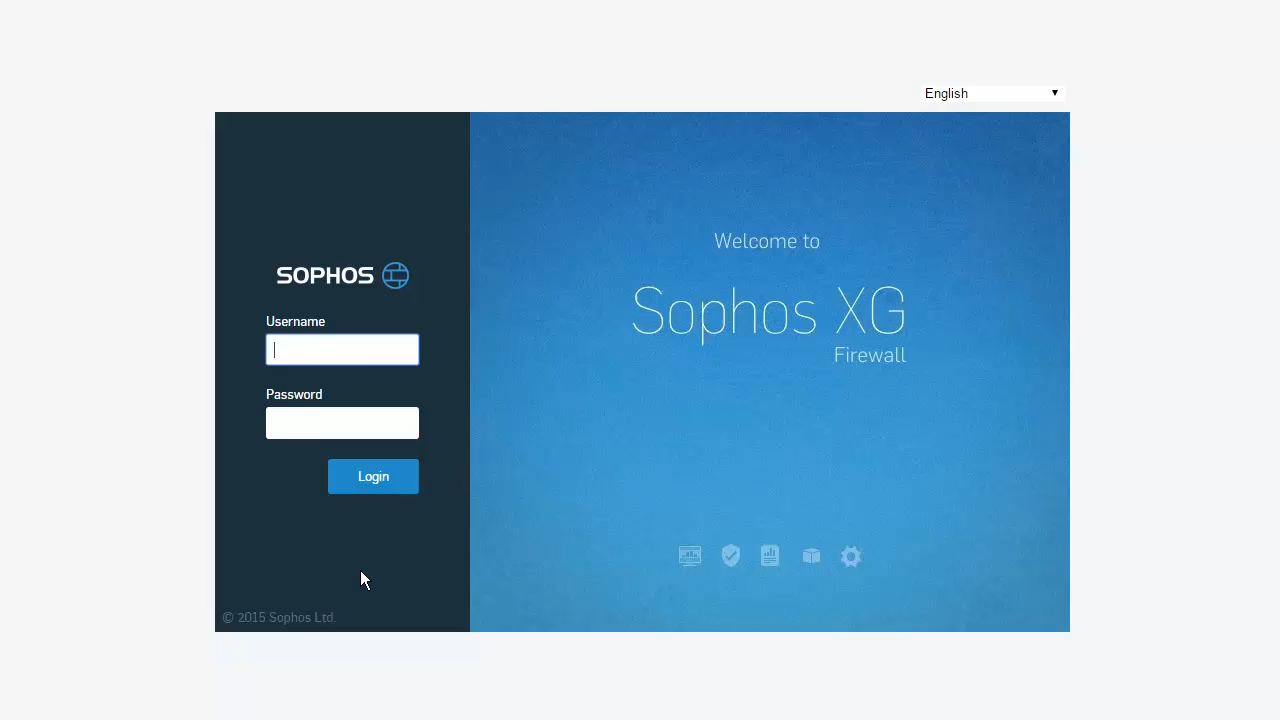 English
SOPHOS
Username
Password
Login
© 2015 Sophos Ltd.
Welcome to
Sophos XG
Firewall